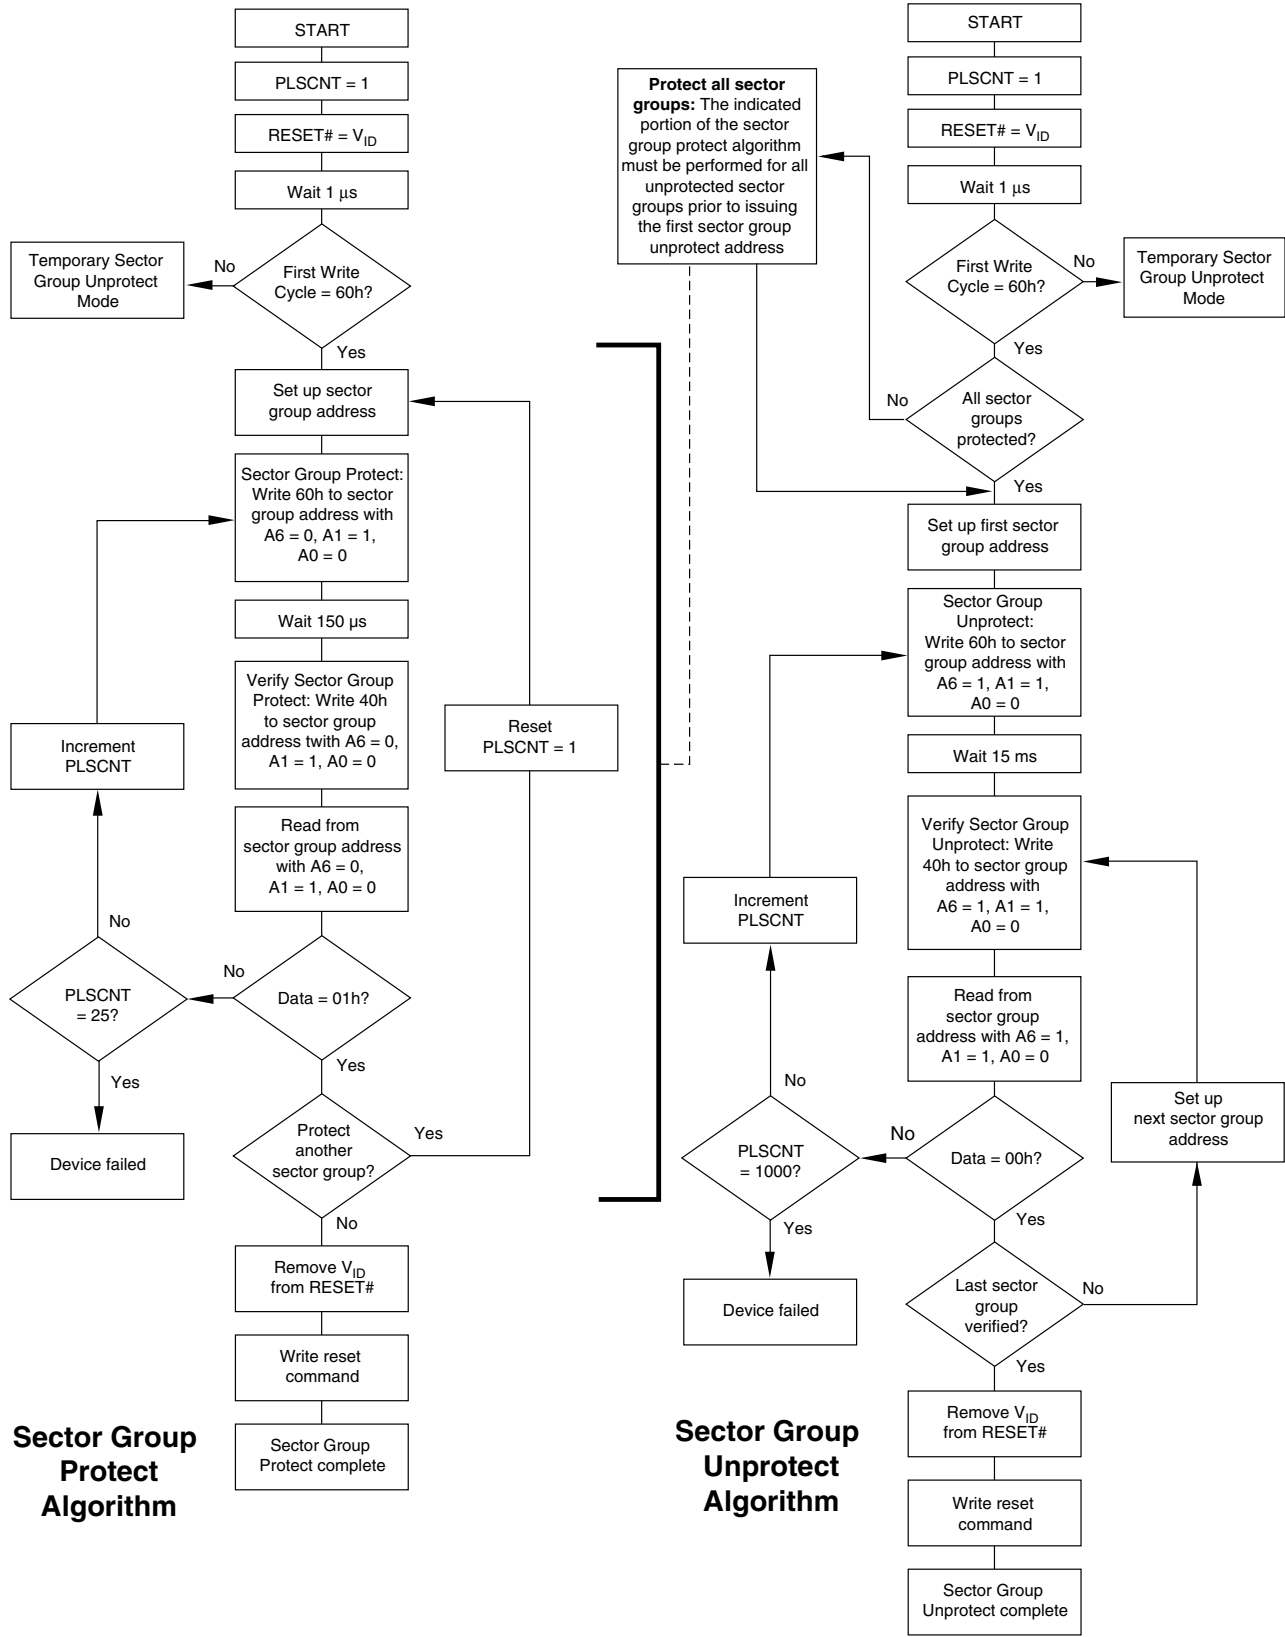 START
PLSCNT = 1
RESET# = VID
Wait 1 μs
First Write
Cycle = 60h?
No
Temporary Sector
Group Unprotect
Mode
Yes
Set up sector
group address
Sector Group Protect:
Write 60h to sector
group address with
A6 = 0, A1 = 1,
A0 = 0
Wait 150 µs
Verify Sector Group
Protect: Write 40h
to sector group
address twith A6 = 0,
A1 = 1, A0 = 0
Reset
PLSCNT = 1
Increment
PLSCNT
Read from
sector group address
with A6 = 0,
A1 = 1, A0 = 0
No
No
PLSCNT
= 25?
Data = 01h?
Yes
Yes
Device failed
Protect
another
sector group?
Yes
No
Remove VID
from RESET#
Write reset
command
Sector Group
Protect complete
Sector Group
Protect
Algorithm
Protect all sector
groups: The indicated
portion of the sector
group protect algorithm
must be performed for all
unprotected sector
groups prior to issuing
the first sector group
unprotect address
START
PLSCNT = 1
RESET# = VID
Wait 1 μs
First Write
Cycle = 60h?
No
Temporary Sector
Group Unprotect
Mode
Yes
No
All sector
groups
protected?
Yes
Set up first sector
group address
Sector Group
Unprotect:
Write 60h to sector
group address with
A6 = 1, A1 = 1,
A0 = 0
Wait 15 ms
Verify Sector Group
Unprotect: Write
40h to sector group
address with
A6 = 1, A1 = 1,
A0 = 0
Increment
PLSCNT
Read from
sector group
address with A6 = 1,
A1 = 1, A0 = 0
No
No
PLSCNT
= 1000?
Data = 00h?
Set up
next sector group
address
Yes
Yes
Device failed
Last sector
group
verified?
No
Yes
Remove VID
from RESET#
Write reset
command
Sector Group
Unprotect complete
Sector Group
Unprotect
Algorithm